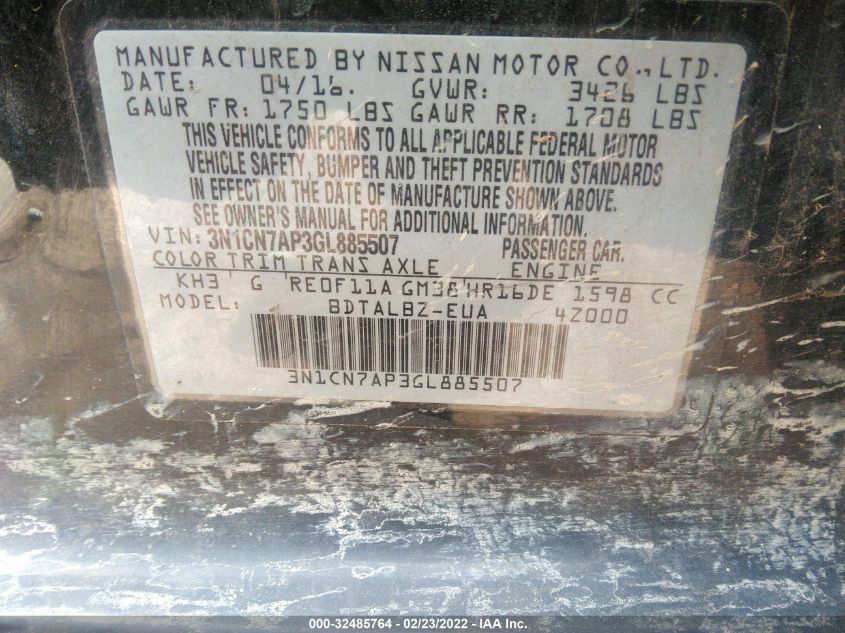 MANUFACTURED BY NISSAN MOTOR CO., LTD.
DATE: 04/16. GVWR: 3426 LBS
GAWR FR: 1750 LBS GAWR RR: 1708 LBS
THIS VEHICLE CONFORMS TO ALL APPLICABLE FEDERAL MOTOR
VEHICLE SAFETY, BUMPER AND THEFT PREVENTION STANDARDS
IN EFFECT ON THE DATE OF MANUFACTURE SHOWN ABOVE.
SEE OWNER'S MANUAL FOR ADDITIONAL INFORMATION.
VIN: 3N1CN7AP3GL885507 PASSENGER CAR.
COLOR TRIM TRANS AXLE ENGINE
KH3 G RE0F11A GM38 HR16DE 1598 CC
MODEL: BDTALBZ-EUA 4Z000
3N1CN7AP3GL885507
000-32485764 - 02/23/2022 - IAA Inc.